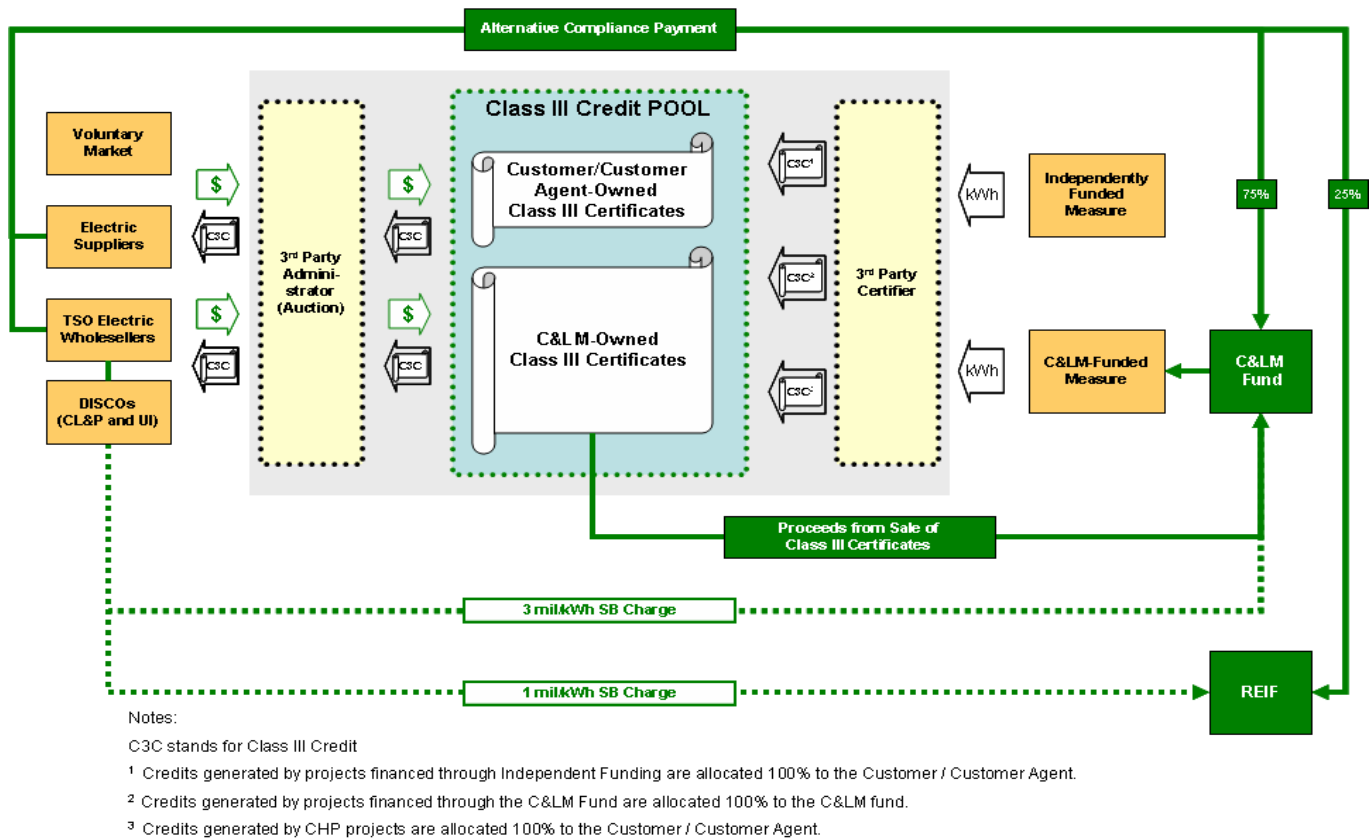 Alternative Compliance Payment
Class III Credit POOL
Voluntary
Market
Customer/Customer
Agent-Owned
Class III Certificates
C3C¹
$
$
kWh
Independently
Funded
Measure
75%
25%
Electric
Suppliers
C3C
C3C
3rd Party
Admini-
strator
(Auction)
C3C²
3rd Party
Certifier
TSO Electric
Wholesellers
$
$
C&LM-Owned
Class III Certificates
C3C
C3C
C3C³
kWh
C&LM-Funded
Measure
C&LM
Fund
DISCOs
(CL&P and UI)
Proceeds from Sale of
Class III Certificates
3 mil/kWh SB Charge
1 mil/kWh SB Charge
REIF
Notes:
C3C stands for Class III Credit
¹ Credits generated by projects financed through Independent Funding are allocated 100% to the Customer / Customer Agent.
² Credits generated by projects financed through the C&LM Fund are allocated 100% to the C&LM fund.
³ Credits generated by CHP projects are allocated 100% to the Customer / Customer Agent.